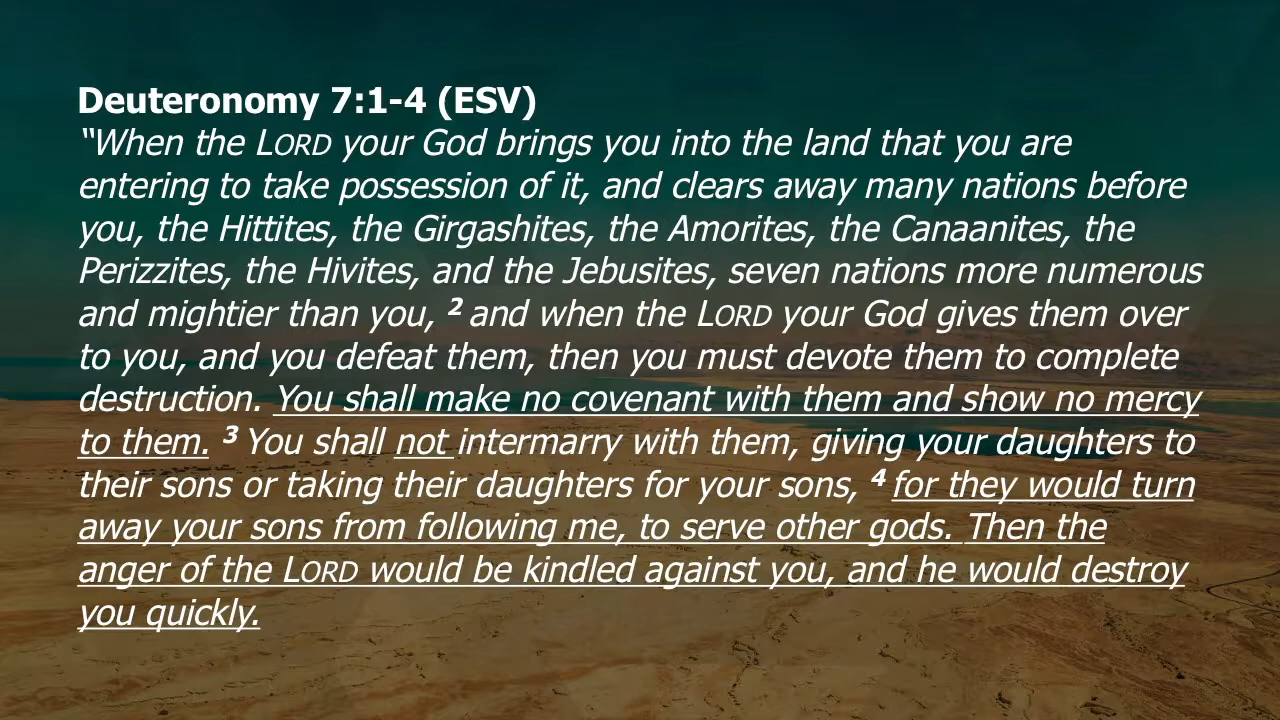 Deuteronomy 7:1-4 (ESV)
“When the LORD your God brings you into the land that you are
entering to take possession of it, and clears away many nations before
you, the Hittites, the Girgashites, the Amorites, the Canaanites, the
Perizzites, the Hivites, and the Jebusites, seven nations more numerous
and mightier than you, 2 and when the LORD your God gives them over
to you, and you defeat them, then you must devote them to complete
destruction. You shall make no covenant with them and show no mercy
to them. 3 You shall not intermarry with them, giving your daughters to
their sons or taking their daughters for your sons, 4 for they would turn
away your sons from following me, to serve other gods. Then the
anger of the LORD would be kindled against you, and he would destroy
you quickly.